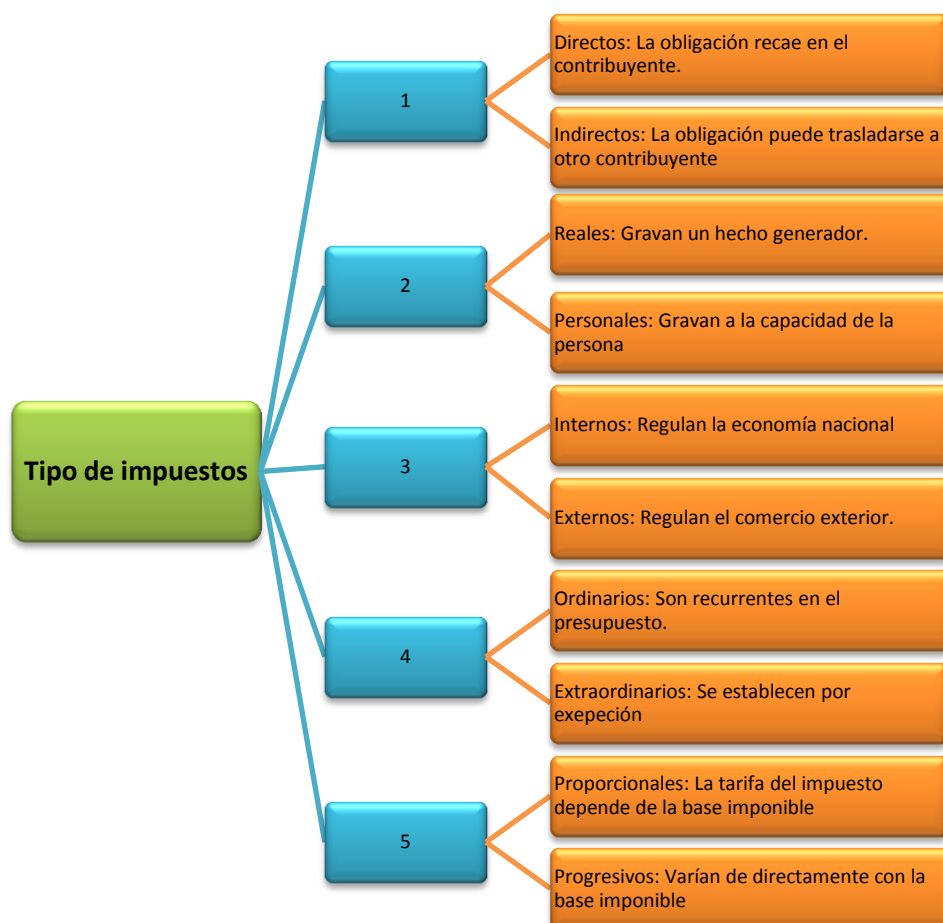 Tipo de impuestos
1
Directos: La obligación recae en el
contribuyente.
Indirectos: La obligación puede trasladarse a
otro contribuyente
2
Reales: Gravan un hecho generador.
Personales: Gravan a la capacidad de la
persona
3
Internos: Regulan la economía nacional
Externos: Regulan el comercio exterior.
4
Ordinarios: Son recurrentes en el
presupuesto.
Extraordinarios: Se establecen por
exepeción
5
Proporcionales: La tarifa del impuesto
depende de la base imponible
Progresivos: Varían de directamente con la
base imponible